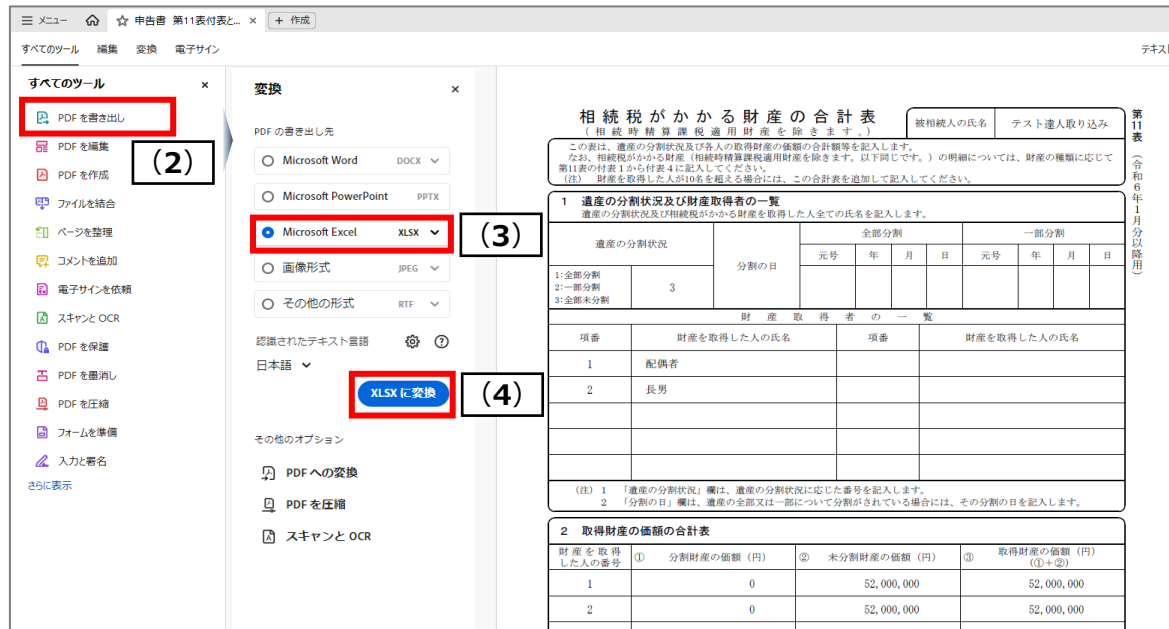 メニュー 申告書 第11表付表と... × + 作成
すべてのツール 編集 変換 電子サイン
すべてのツール ×
PDF を書き出し
PDF を編集
(2)
PDF を作成
ファイルを結合
ページを整理
コメントを追加
電子サインを依頼
スキャンと OCR
PDF を保護
PDF を墨消し
PDF を圧縮
フォームを準備
入力と署名
さらに表示
変換 ×
PDF の書き出し先
Microsoft Word DOCX
Microsoft PowerPoint PPTX
Microsoft Excel XLSX
(3)
画像形式 JPEG
その他の形式 RTF
認識されたテキスト言語
日本語
XLSX に変換
(4)
その他のオプション
PDF への変換
PDF を圧縮
スキャンと OCR
相続税がかかる財産の合計表
(相続時精算課税適用財産を除きます。)
被相続人の氏名 テスト達人取り込み
第11表(令和6年1月分以降用)
この表は、遺産の分割状況及び各人の取得財産の価額の合計額等を記入します。
なお、相続税がかかる財産(相続時精算課税適用財産を除きます。以下同じです。)の明細については、財産の種類に応じて
第11表の付表1から付表4に記入してください。
(注) 財産を取得した人が10名を超える場合には、この合計表を追加して記入してください。
1 遺産の分割状況及び財産取得者の一覧
遺産の分割状況及び相続税がかかる財産を取得した人全ての氏名を記入します。
遺産の分割状況 分割の日 全部分割 一部分割
元号 年 月 日 元号 年 月 日
1:全部分割
2:一部分割
3:全部未分割
3
財産取得者の一覧
項番 財産を取得した人の氏名 項番 財産を取得した人の氏名
1 配偶者
2 長男
(注) 1 「遺産の分割状況」欄は、遺産の分割状況に応じた番号を記入します。
2 「分割の日」欄は、遺産の全部又は一部について分割がされている場合には、その分割の日を記入します。
2 取得財産の価額の合計表
財産を取得した人の番号 ① 分割財産の価額(円) ② 未分割財産の価額(円) ③ 取得財産の価額(円)(①+②)
1 0 52,000,000 52,000,000
2 0 52,000,000 52,000,000